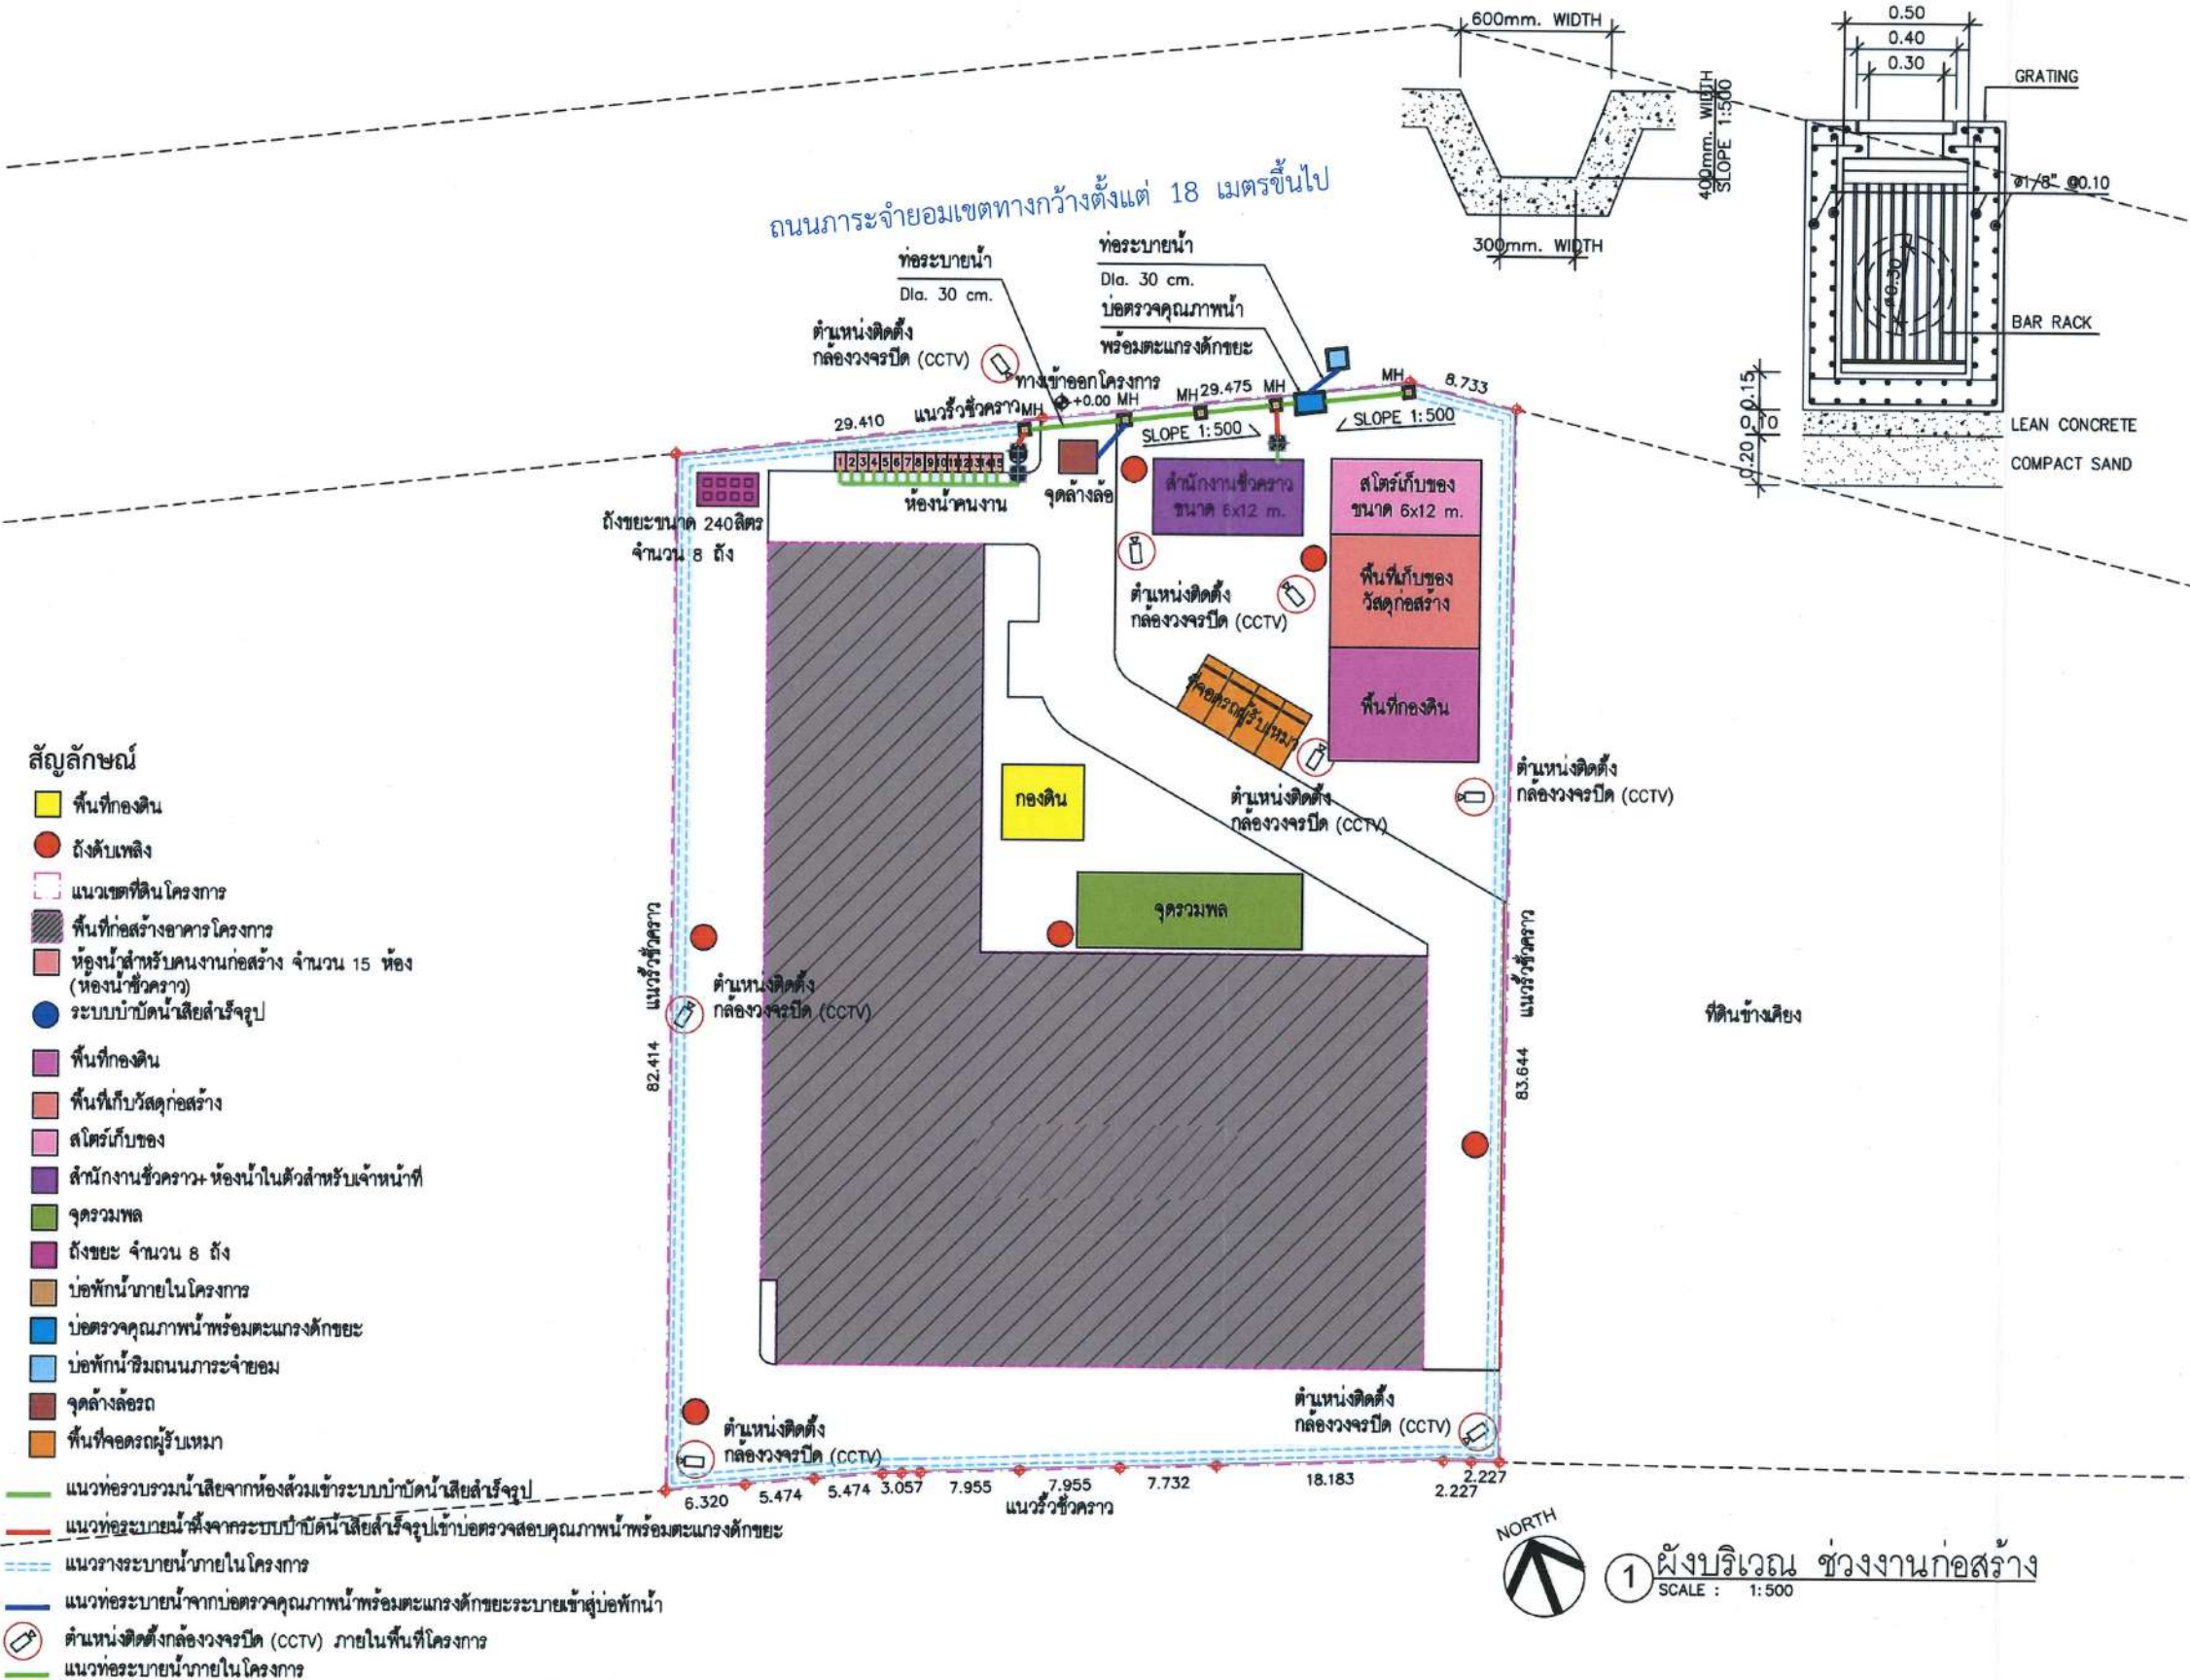 600mm. WIDTH
400mm. WIDTH
SLOPE 1:500
300mm. WIDTH
0.50
0.40
0.30
GRATING
ø1/8" @0.10
ø0.30
BAR RACK
0.15
0.10
0.20
LEAN CONCRETE
COMPACT SAND
ถนนภาระจำยอมเขตทางกว้างตั้งแต่ 18 เมตรขึ้นไป
ท่อระบายน้ำ
Dia. 30 cm.
ท่อระบายน้ำ
Dia. 30 cm.
บ่อตรวจคุณภาพน้ำ
พร้อมตะแกรงดักขยะ
ตำแหน่งติดตั้ง
กล้องวงจรปิด (CCTV)
ทางเข้าออกโครงการ
29.410
แนวรั้วชั่วคราว
MH
+0.00
MH
MH
29.475
MH
MH
8.733
SLOPE 1:500
SLOPE 1:500
1 2 3 4 5 6 7 8 9 10 11 12 13 14 15
ห้องน้ำคนงาน
จุดล้างล้อ
ถังขยะขนาด 240ลิตร
จำนวน 8 ถัง
สำนักงานชั่วคราว
ขนาด 6x12 m.
สโตร์เก็บของ
ขนาด 6x12 m.
พื้นที่เก็บของ
วัสดุก่อสร้าง
พื้นที่กองดิน
ตำแหน่งติดตั้ง
กล้องวงจรปิด (CCTV)
ที่จอดรถผู้รับเหมา
ตำแหน่งติดตั้ง
กล้องวงจรปิด (CCTV)
ตำแหน่งติดตั้ง
กล้องวงจรปิด (CCTV)
กองดิน
จุดรวมพล
แนวรั้วชั่วคราว
82.414
ตำแหน่งติดตั้ง
กล้องวงจรปิด (CCTV)
แนวรั้วชั่วคราว
83.644
ที่ดินข้างเคียง
ตำแหน่งติดตั้ง
กล้องวงจรปิด (CCTV)
ตำแหน่งติดตั้ง
กล้องวงจรปิด (CCTV)
6.320
5.474
5.474
3.057
7.955
7.955
7.732
18.183
2.227
2.227
แนวรั้วชั่วคราว
สัญลักษณ์
พื้นที่กองดิน
ถังดับเพลิง
แนวเขตที่ดินโครงการ
พื้นที่ก่อสร้างอาคารโครงการ
ห้องน้ำสำหรับคนงานก่อสร้าง จำนวน 15 ห้อง
(ห้องน้ำชั่วคราว)
ระบบบำบัดน้ำเสียสำเร็จรูป
พื้นที่กองดิน
พื้นที่เก็บวัสดุก่อสร้าง
สโตร์เก็บของ
สำนักงานชั่วคราว+ห้องน้ำในตัวสำหรับเจ้าหน้าที่
จุดรวมพล
ถังขยะ จำนวน 8 ถัง
บ่อพักน้ำภายในโครงการ
บ่อตรวจคุณภาพน้ำพร้อมตะแกรงดักขยะ
บ่อพักน้ำริมถนนภาระจำยอม
จุดล้างล้อรถ
พื้นที่จอดรถผู้รับเหมา
แนวท่อรวบรวมน้ำเสียจากห้องส้วมเข้าระบบบำบัดน้ำเสียสำเร็จรูป
แนวท่อระบายน้ำทิ้งจากระบบบำบัดน้ำเสียสำเร็จรูปเข้าบ่อตรวจสอบคุณภาพน้ำพร้อมตะแกรงดักขยะ
แนวรางระบายน้ำภายในโครงการ
แนวท่อระบายน้ำจากบ่อตรวจคุณภาพน้ำพร้อมตะแกรงดักขยะระบายเข้าสู่บ่อพักน้ำ
ตำแหน่งติดตั้งกล้องวงจรปิด (CCTV) ภายในพื้นที่โครงการ
แนวท่อระบายน้ำภายในโครงการ
NORTH
1 ผังบริเวณ ช่วงงานก่อสร้าง
SCALE : 1:500